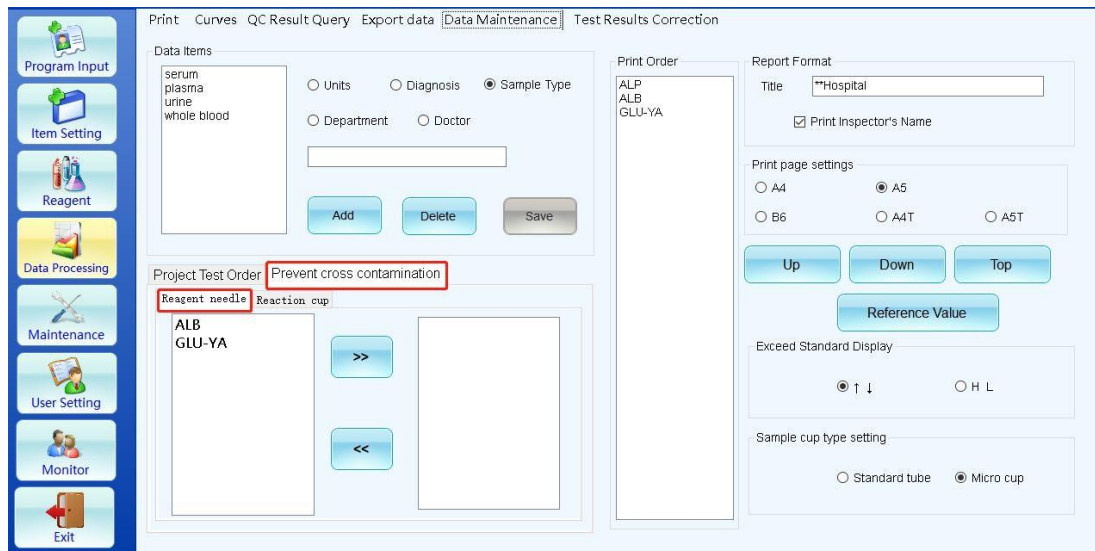 Program Input
Item Setting
Reagent
Data Processing
Maintenance
User Setting
Monitor
Exit
Print Curves QC Result Query Export data Data Maintenance Test Results Correction
Data Items
serum
plasma
urine
whole blood
Units Diagnosis Sample Type
Department Doctor
Add Delete Save
Project Test Order Prevent cross contamination
Reagent needle Reaction cup
ALB
GLU-YA
>>
<<
Print Order
ALP
ALB
GLU-YA
Report Format
Title **Hospital
Print Inspector's Name
Print page settings
A4 A5
B6 A4T A5T
Up Down Top
Reference Value
Exceed Standard Display
↑ ↓ H L
Sample cup type setting
Standard tube Micro cup